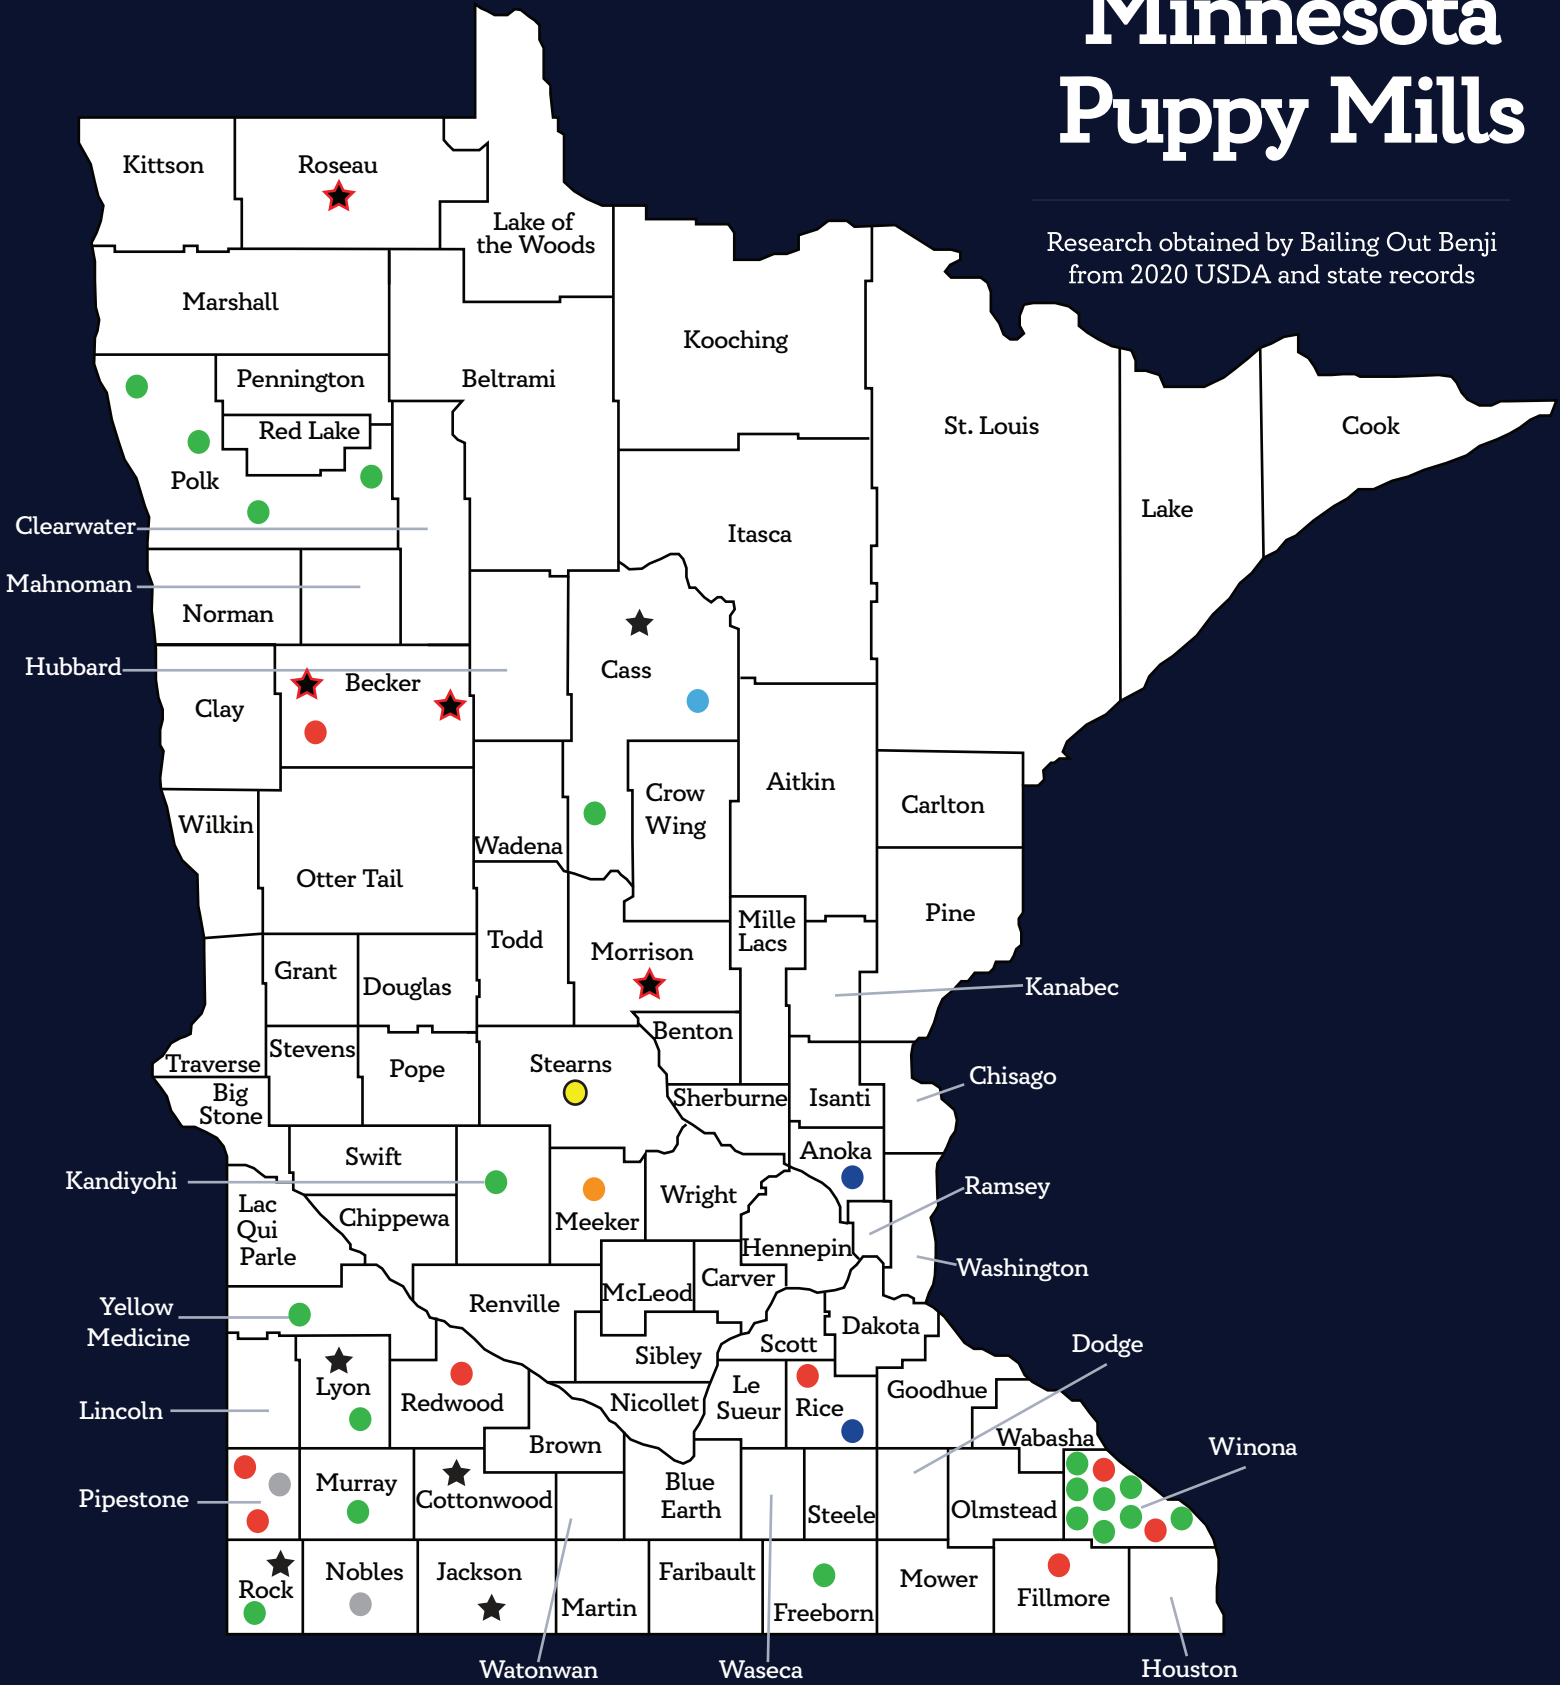 Minnesota
Puppy Mills
Research obtained by Bailing Out Benji
from 2020 USDA and state records
Kittson
Roseau
Lake of
the Woods
Marshall
Kooching
Pennington
Beltrami
Red Lake
St. Louis
Cook
Polk
Lake
Clearwater
Itasca
Mahnoman
Norman
Hubbard
Cass
Becker
Clay
Aitkin
Crow
Wing
Carlton
Wilkin
Wadena
Otter Tail
Pine
Mille
Lacs
Todd
Morrison
Grant
Douglas
Kanabec
Benton
Stevens
Traverse
Pope
Stearns
Chisago
Big
Stone
Sherburne
Isanti
Swift
Anoka
Kandiyohi
Ramsey
Wright
Lac
Qui
Parle
Chippewa
Meeker
Hennepin
Washington
Carver
McLeod
Renville
Yellow
Medicine
Dakota
Scott
Dodge
Sibley
Lyon
Le
Sueur
Goodhue
Redwood
Nicollet
Rice
Lincoln
Wabasha
Brown
Winona
Murray
Blue
Earth
Pipestone
Cottonwood
Olmstead
Steele
Nobles
Jackson
Faribault
Mower
Rock
Fillmore
Martin
Freeborn
Watonwan
Waseca
Houston